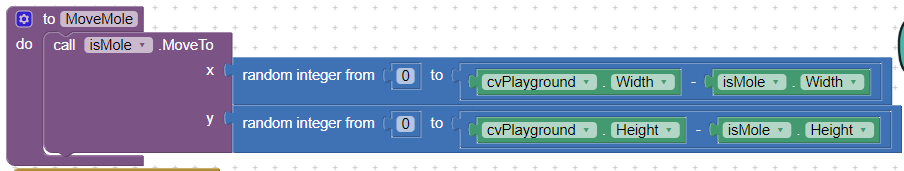 to MoveMole
do call isMole .MoveTo
x random integer from 0 to cvPlayground . Width - isMole . Width
y random integer from 0 to cvPlayground . Height - isMole . Height